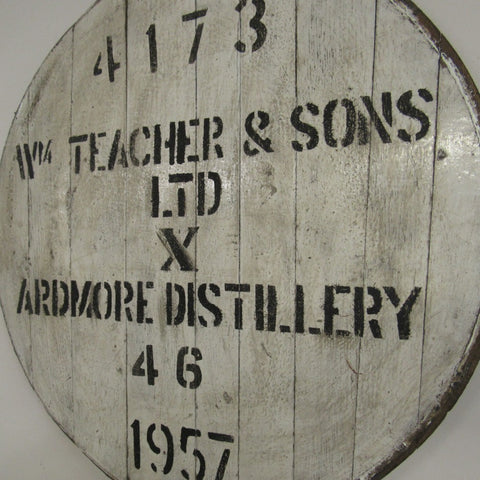 4173
Wm TEACHER & SONS
LTD
X
ARDMORE DISTILLERY
46
1957